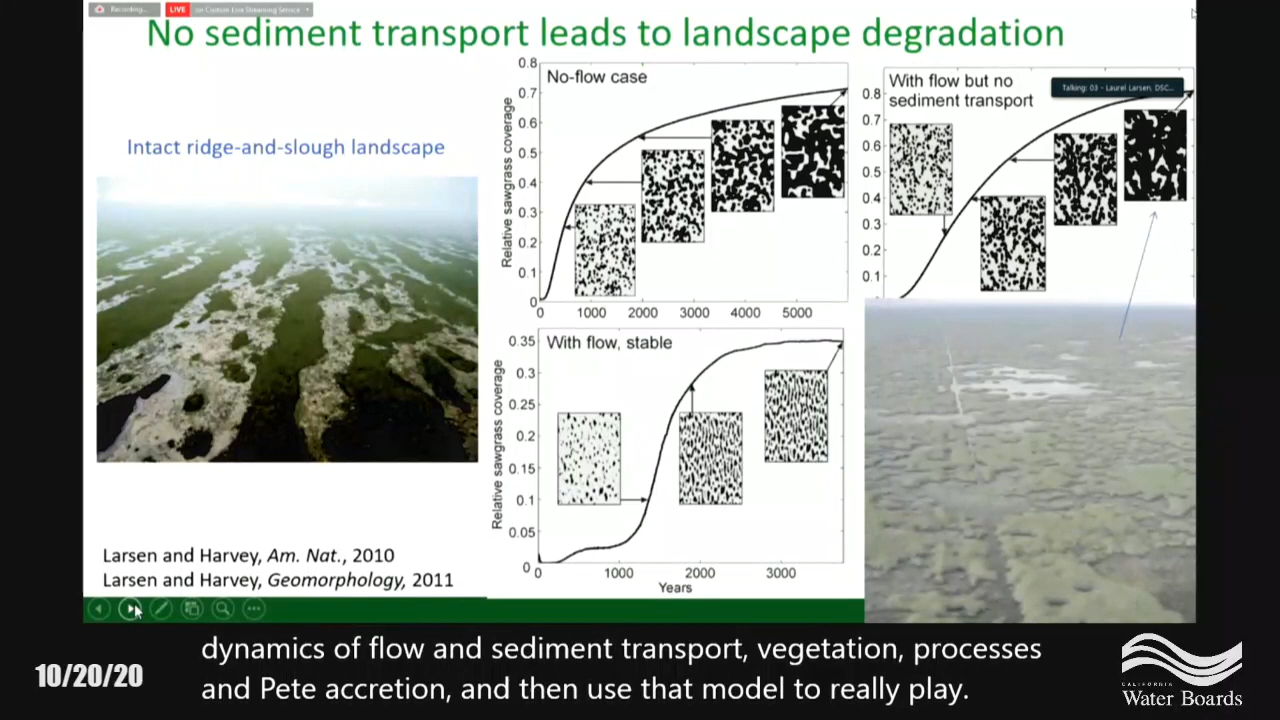 Recording...
LIVE on Custom Live Streaming Service
No sediment transport leads to landscape degradation
Intact ridge-and-slough landscape
Relative sawgrass coverage
0.8
0.7
0.6
0.5
0.4
0.3
0.2
0.1
0
No-flow case
1000 2000 3000 4000 5000
0.8
0.7
0.6
0.5
0.4
0.3
0.2
0.1
0
With flow but no
sediment transport
Talking: 03 - Laurel Larsen, DSC...
Relative sawgrass coverage
0.35
0.3
0.25
0.2
0.15
0.1
0.05
0
With flow, stable
0 1000 2000 3000
Years
Larsen and Harvey, Am. Nat., 2010
Larsen and Harvey, Geomorphology, 2011
dynamics of flow and sediment transport, vegetation, processes
and Pete accretion, and then use that model to really play.
10/20/20
CALIFORNIA
Water Boards